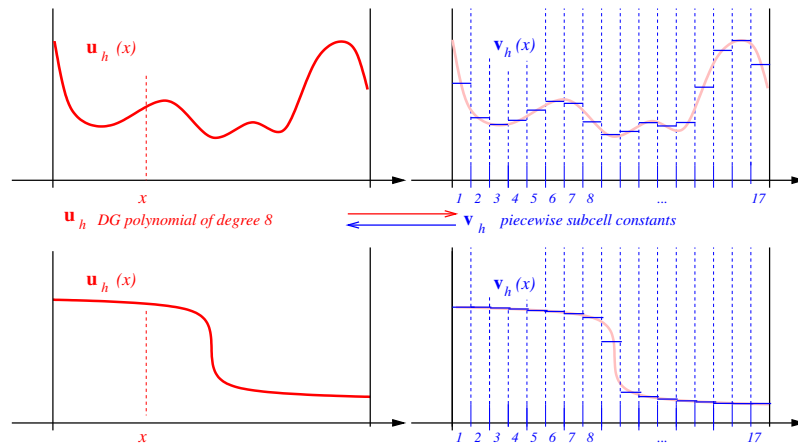 u h (x)
x
v h (x)
1 2 3 4 5 6 7 8 ... 17
u h DG polynomial of degree 8
v h piecewise subcell constants
u h (x)
x
v h (x)
1 2 3 4 5 6 7 8 ... 17